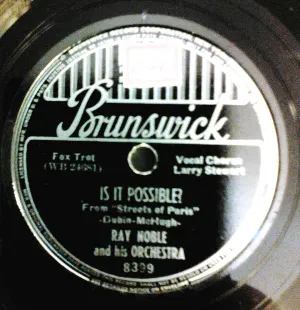 Brunswick
Fox Trot
(WB 24681)
Vocal Chorus
Larry Stewart
IS IT POSSIBLE?
From "Streets of Paris"
-Dubin-McHugh-
RAY NOBLE
and his ORCHESTRA
8399